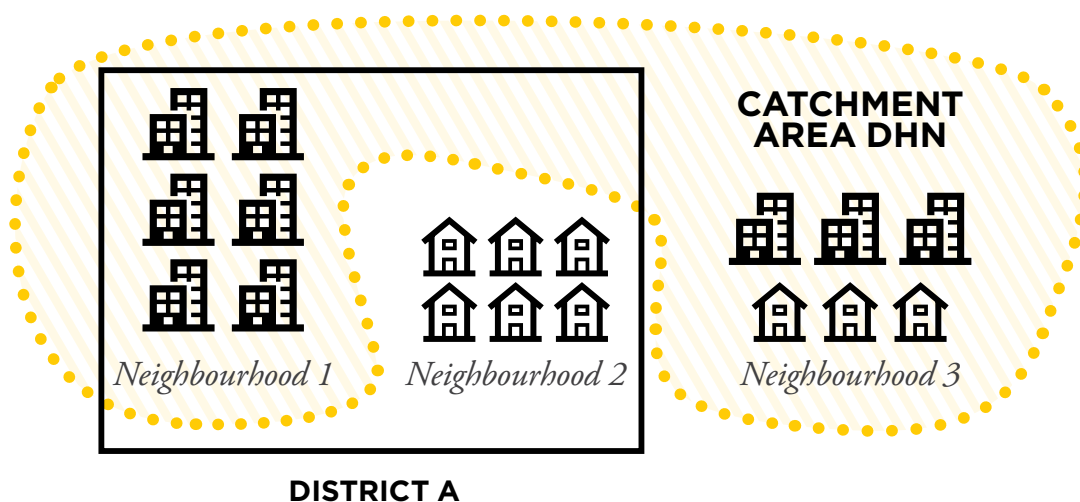 CATCHMENT
AREA DHN
Neighbourhood 1
Neighbourhood 2
Neighbourhood 3
DISTRICT A